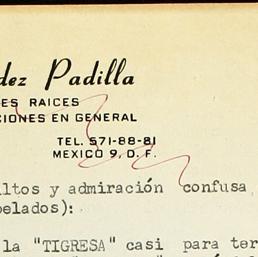 dez Padilla
ES RAICES
CIONES EN GENERAL
TEL. 571-88-81
MEXICO 9, D. F.
ltos y admiración confusa
pelados):
la "TIGRESA" casi para ter